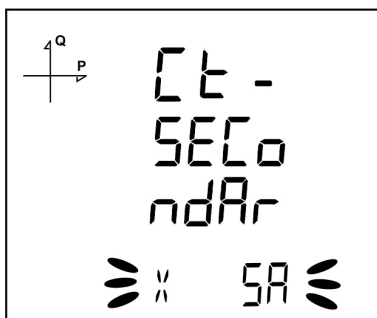 Q
P
Ct-
SECo
ndAr
X 5A